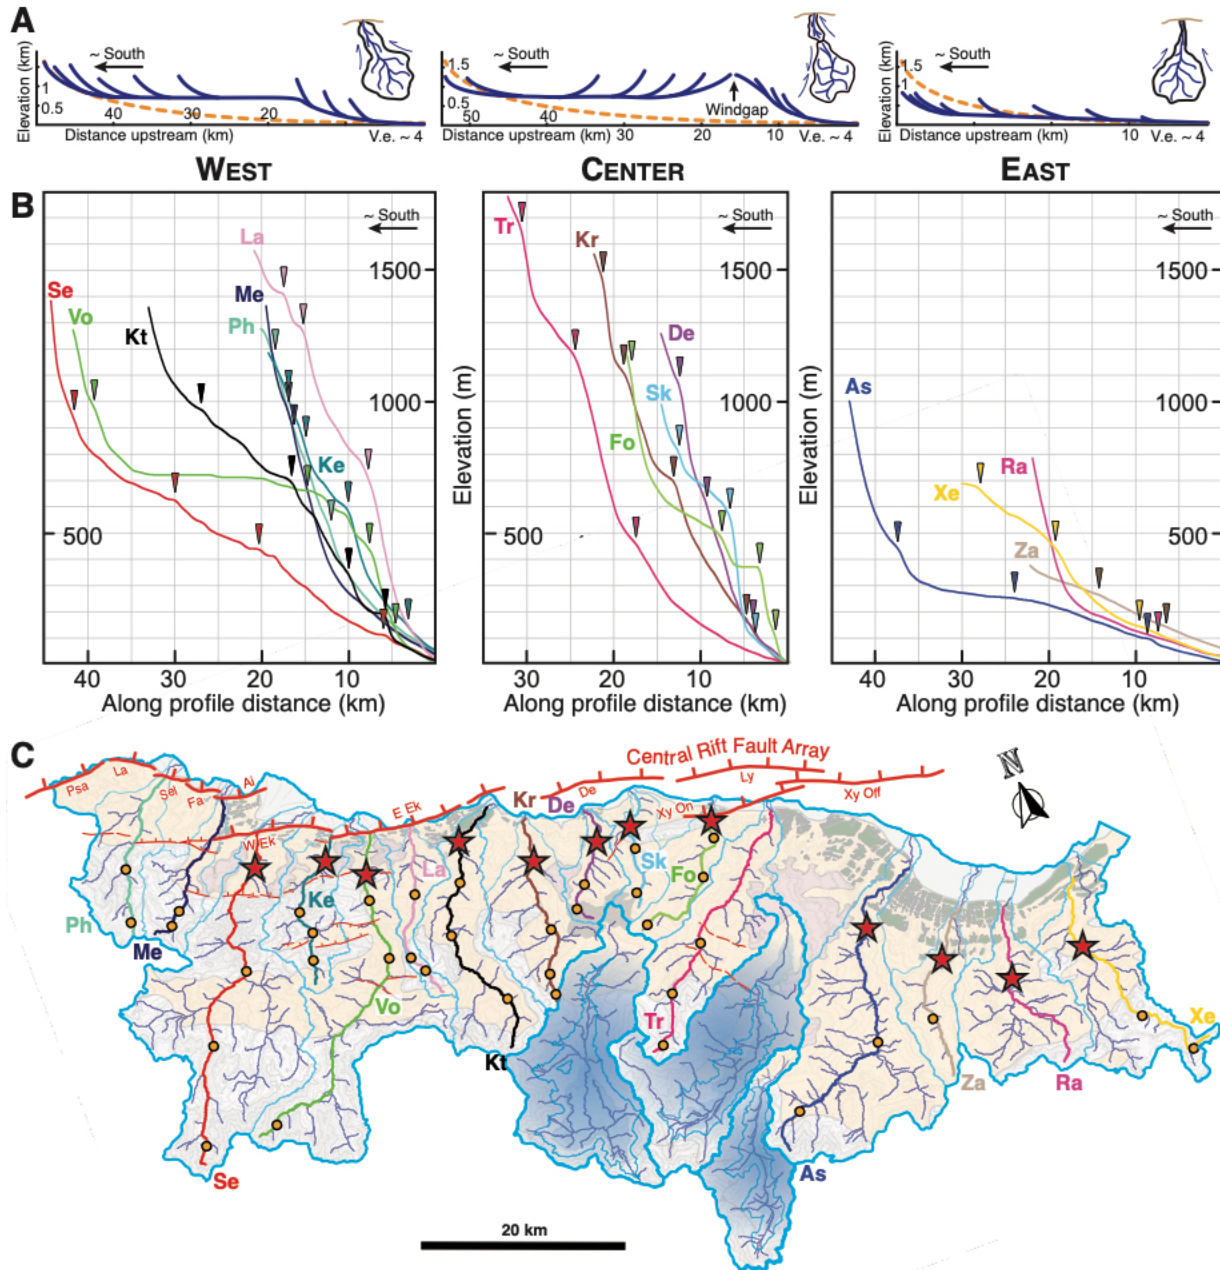 A
Elevation (km)
1
0.5
~ South
40
30
20
Distance upstream (km)
V.e. ~ 4
1.5
1
0.5
~ South
Windgap
50
40
30
20
10
Distance upstream (km)
V.e. ~ 4
Elevation (km)
1.5
1
~ South
10
Distance upstream (km)
V.e. ~ 4
WEST
CENTER
EAST
B
~ South
La
Se
Vo
Me
Ph
Kt
Ke
1500
1000
500
40
30
20
10
Along profile distance (km)
Elevation (m)
~ South
Tr
Kr
De
Sk
Fo
1500
1000
500
30
20
10
Along profile distance (km)
Elevation (m)
~ South
As
Ra
Xe
Za
1500
1000
500
40
30
20
10
Along profile distance (km)
C
Central Rift Fault Array
N
Psa
La
Sel
Fa
Ai
W Ek
E Ek
De
Ly
Xy On
Xy Off
Kr
De
Ph
Me
Ke
La
Sk
Fo
Vo
Tr
Kt
Za
Ra
Xe
Se
As
20 km